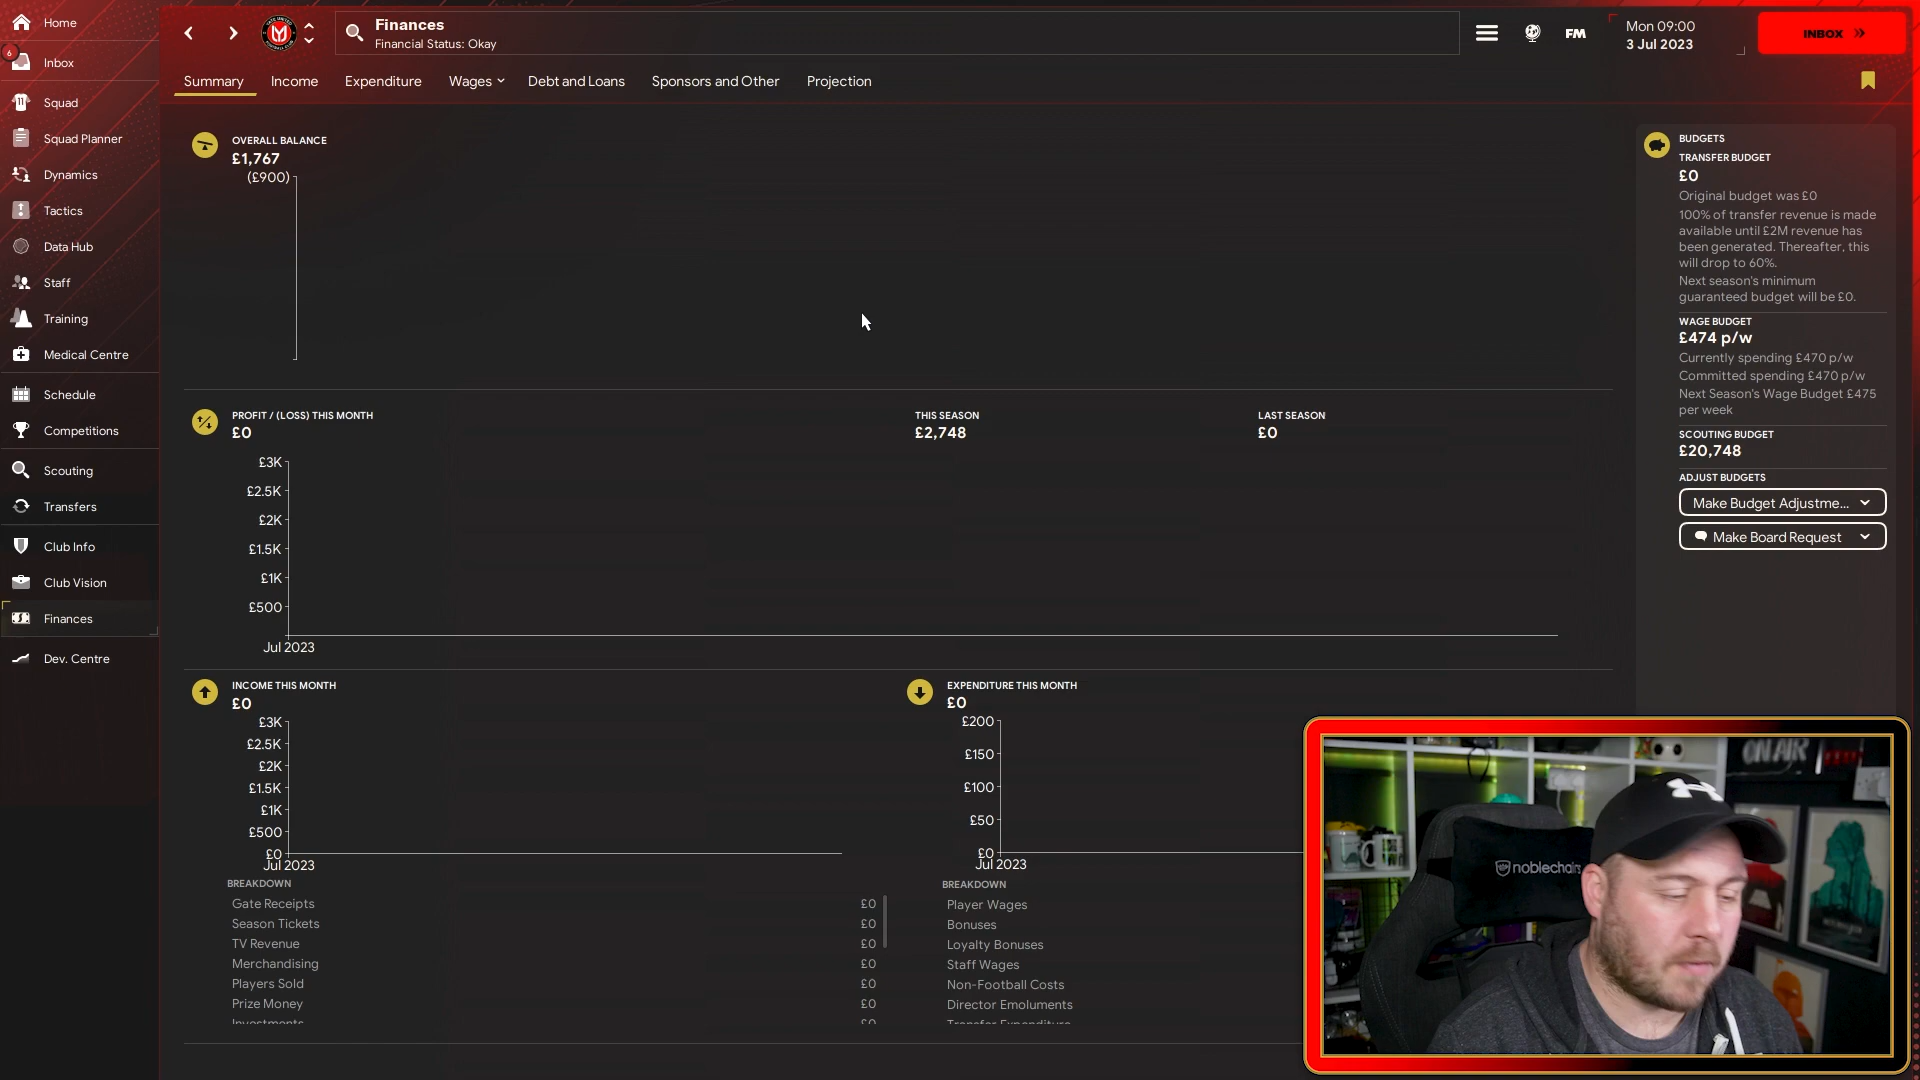 Home
6
Inbox
Squad
Squad Planner
Dynamics
Tactics
Data Hub
Staff
Training
Medical Centre
Schedule
Competitions
Scouting
Transfers
Club Info
Club Vision
Finances
Dev. Centre
Finances
Financial Status: Okay
FM
Mon 09:00
3 Jul 2023
INBOX
Summary Income Expenditure Wages Debt and Loans Sponsors and Other Projection
OVERALL BALANCE
£1,767
(£900)
PROFIT / (LOSS) THIS MONTH
£0
THIS SEASON
£2,748
LAST SEASON
£0
£3K
£2.5K
£2K
£1.5K
£1K
£500
Jul 2023
INCOME THIS MONTH
£0
£3K
£2.5K
£2K
£1.5K
£1K
£500
£0
Jul 2023
BREAKDOWN
Gate Receipts £0
Season Tickets £0
TV Revenue £0
Merchandising £0
Players Sold £0
Prize Money £0
Investments £0
EXPENDITURE THIS MONTH
£0
£200
£150
£100
£50
£0
Jul 2023
BREAKDOWN
Player Wages
Bonuses
Loyalty Bonuses
Staff Wages
Non-Football Costs
Director Emoluments
Transfer Expenditure
BUDGETS
TRANSFER BUDGET
£0
Original budget was £0
100% of transfer revenue is made
available until £2M revenue has
been generated. Thereafter, this
will drop to 60%.
Next season's minimum
guaranteed budget will be £0.
WAGE BUDGET
£474 p/w
Currently spending £470 p/w
Committed spending £470 p/w
Next Season's Wage Budget £475
per week
SCOUTING BUDGET
£20,748
ADJUST BUDGETS
Make Budget Adjustme...
Make Board Request
ON AIR
noblechairs